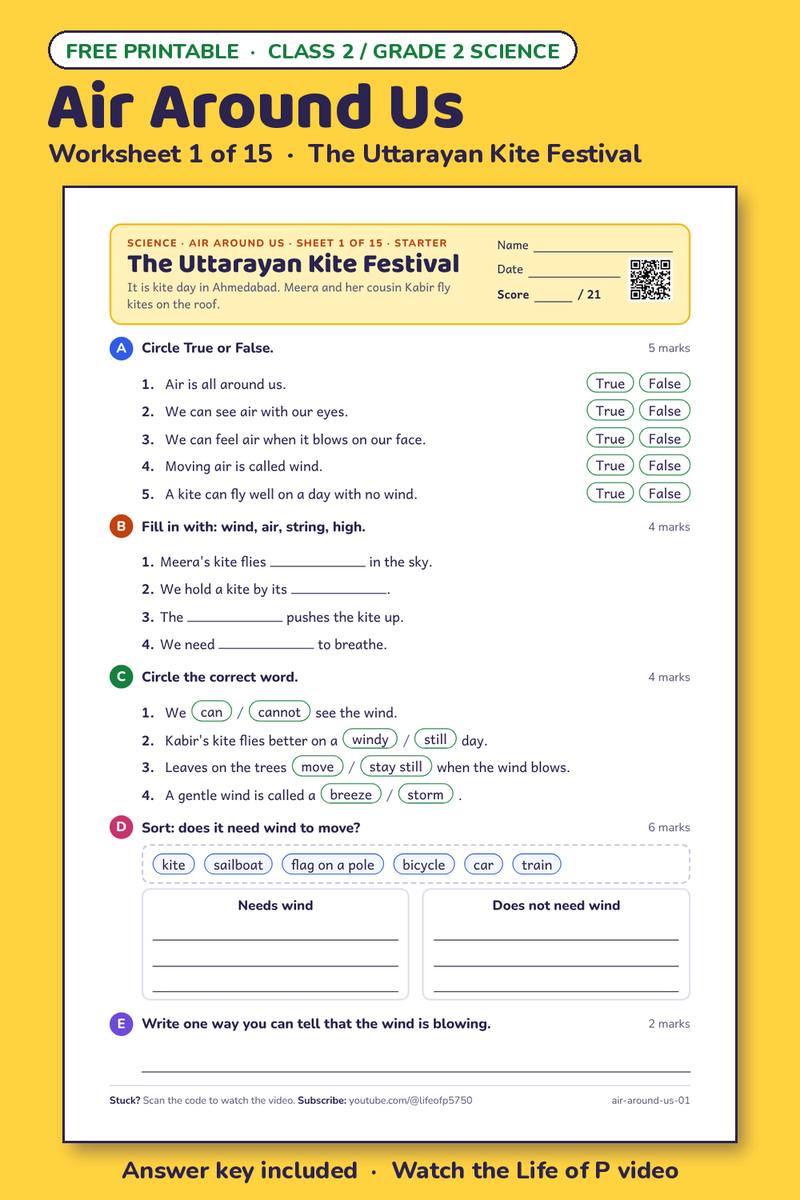 FREE PRINTABLE · CLASS 2 / GRADE 2 SCIENCE
Air Around Us
Worksheet 1 of 15 · The Uttarayan Kite Festival
SCIENCE · AIR AROUND US · SHEET 1 OF 15 · STARTER
The Uttarayan Kite Festival
It is kite day in Ahmedabad. Meera and her cousin Kabir fly
kites on the roof.
Name ____________
Date ____________
Score ______ / 21
A Circle True or False. 5 marks
1. Air is all around us. True False
2. We can see air with our eyes. True False
3. We can feel air when it blows on our face. True False
4. Moving air is called wind. True False
5. A kite can fly well on a day with no wind. True False
B Fill in with: wind, air, string, high. 4 marks
1. Meera's kite flies ____________ in the sky.
2. We hold a kite by its ____________.
3. The ____________ pushes the kite up.
4. We need ____________ to breathe.
C Circle the correct word. 4 marks
1. We can / cannot see the wind.
2. Kabir's kite flies better on a windy / still day.
3. Leaves on the trees move / stay still when the wind blows.
4. A gentle wind is called a breeze / storm .
D Sort: does it need wind to move? 6 marks
kite sailboat flag on a pole bicycle car train
Needs wind Does not need wind
E Write one way you can tell that the wind is blowing. 2 marks
Stuck? Scan the code to watch the video. Subscribe: youtube.com/@lifeofp5750 air-around-us-01
Answer key included · Watch the Life of P video